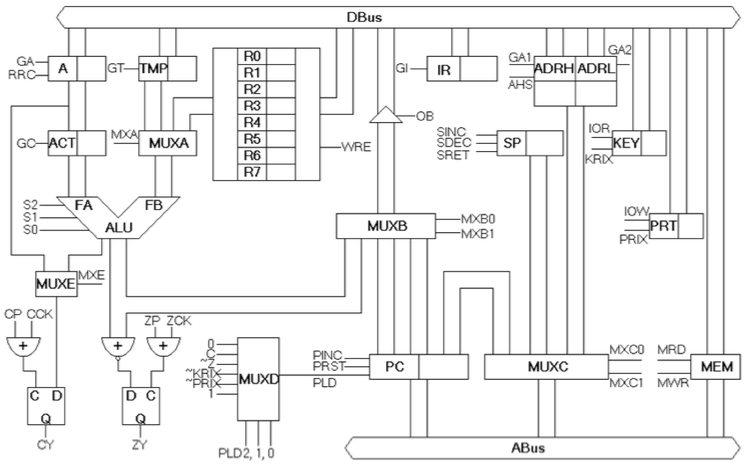 DBus
GA
RRC
A
GT
TMP
R0
R1
R2
R3
R4
R5
R6
R7
WRE
GI
IR
GA1
AHS
ADRH
ADRL
GA2
OB
GC
ACT
MXA
MUXA
SINC
SDEC
SRET
SP
IOR
KRIX
KEY
S2
S1
S0
FA
FB
ALU
MUXB
MXB0
MXB1
IOW
PRIX
PRT
MUXE
MXE
CP CCK
ZP ZCK
+
+
+
0
C
~Z
~KRIX
~PRIX
1
MUXD
PINC
PRST
PLD
PC
MUXC
MXC0
MXC1
MRD
MWR
MEM
C D
Q
D C
Q
CY
ZY
PLD2, 1, 0
ABus